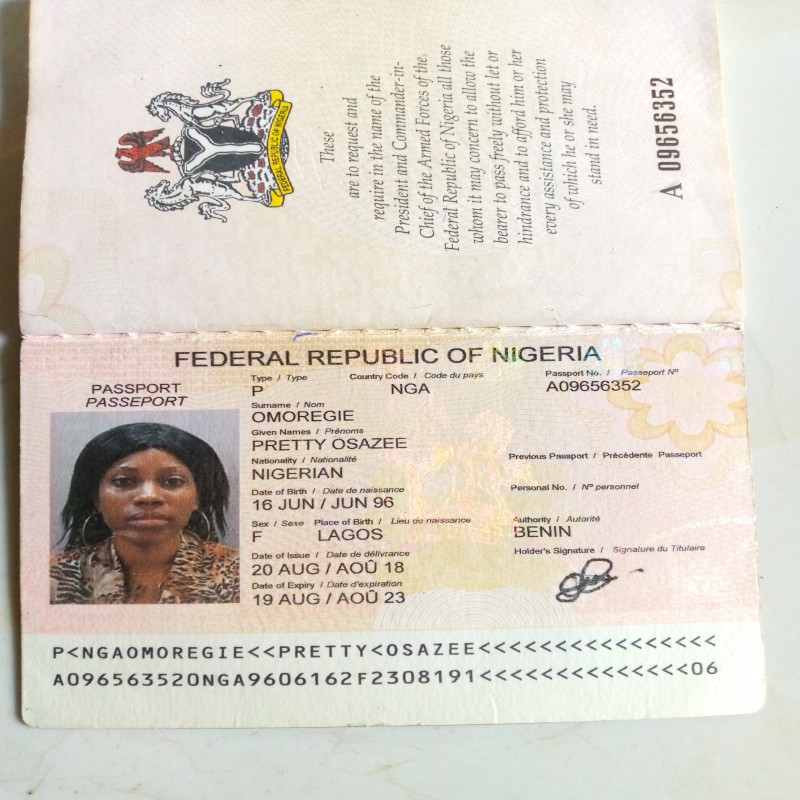 FEDERAL REPUBLIC OF NIGERIA
These
are to request and
require in the name of the
President and Commander-in-
Chief of the Armed Forces of the
Federal Republic of Nigeria all those
whom it may concern to allow the
bearer to pass freely without let or
hindrance and to afford him or her
every assistance and protection
of which he or she may
stand in need.
A 09656352
FEDERAL REPUBLIC OF NIGERIA
PASSPORT
PASSEPORT
Type / Type Country Code / Code du pays Passport No. / Passeport Nº
P NGA A09656352
Surname / Nom
OMOREGIE
Given Names / Prénoms
PRETTY OSAZEE
Nationality / Nationalité Previous Passport / Précédente Passeport
NIGERIAN
Date of Birth / Date de naissance Personal No. / Nº personnel
16 JUN / JUN 96
Sex / Sexe Place of Birth / Lieu de naissance Authority / Autorité
F LAGOS BENIN
Date of Issue / Date de délivrance Holder's Signature / Signature du Titulaire
20 AUG / AOÛ 18
Date of Expiry / Date d'expiration
19 AUG / AOÛ 23
P<NGAOMOREGIE<<PRETTY<OSAZEE<<<<<<<<<<<<<<<<
A096563520NGA9606162F2308191<<<<<<<<<<<<<<06